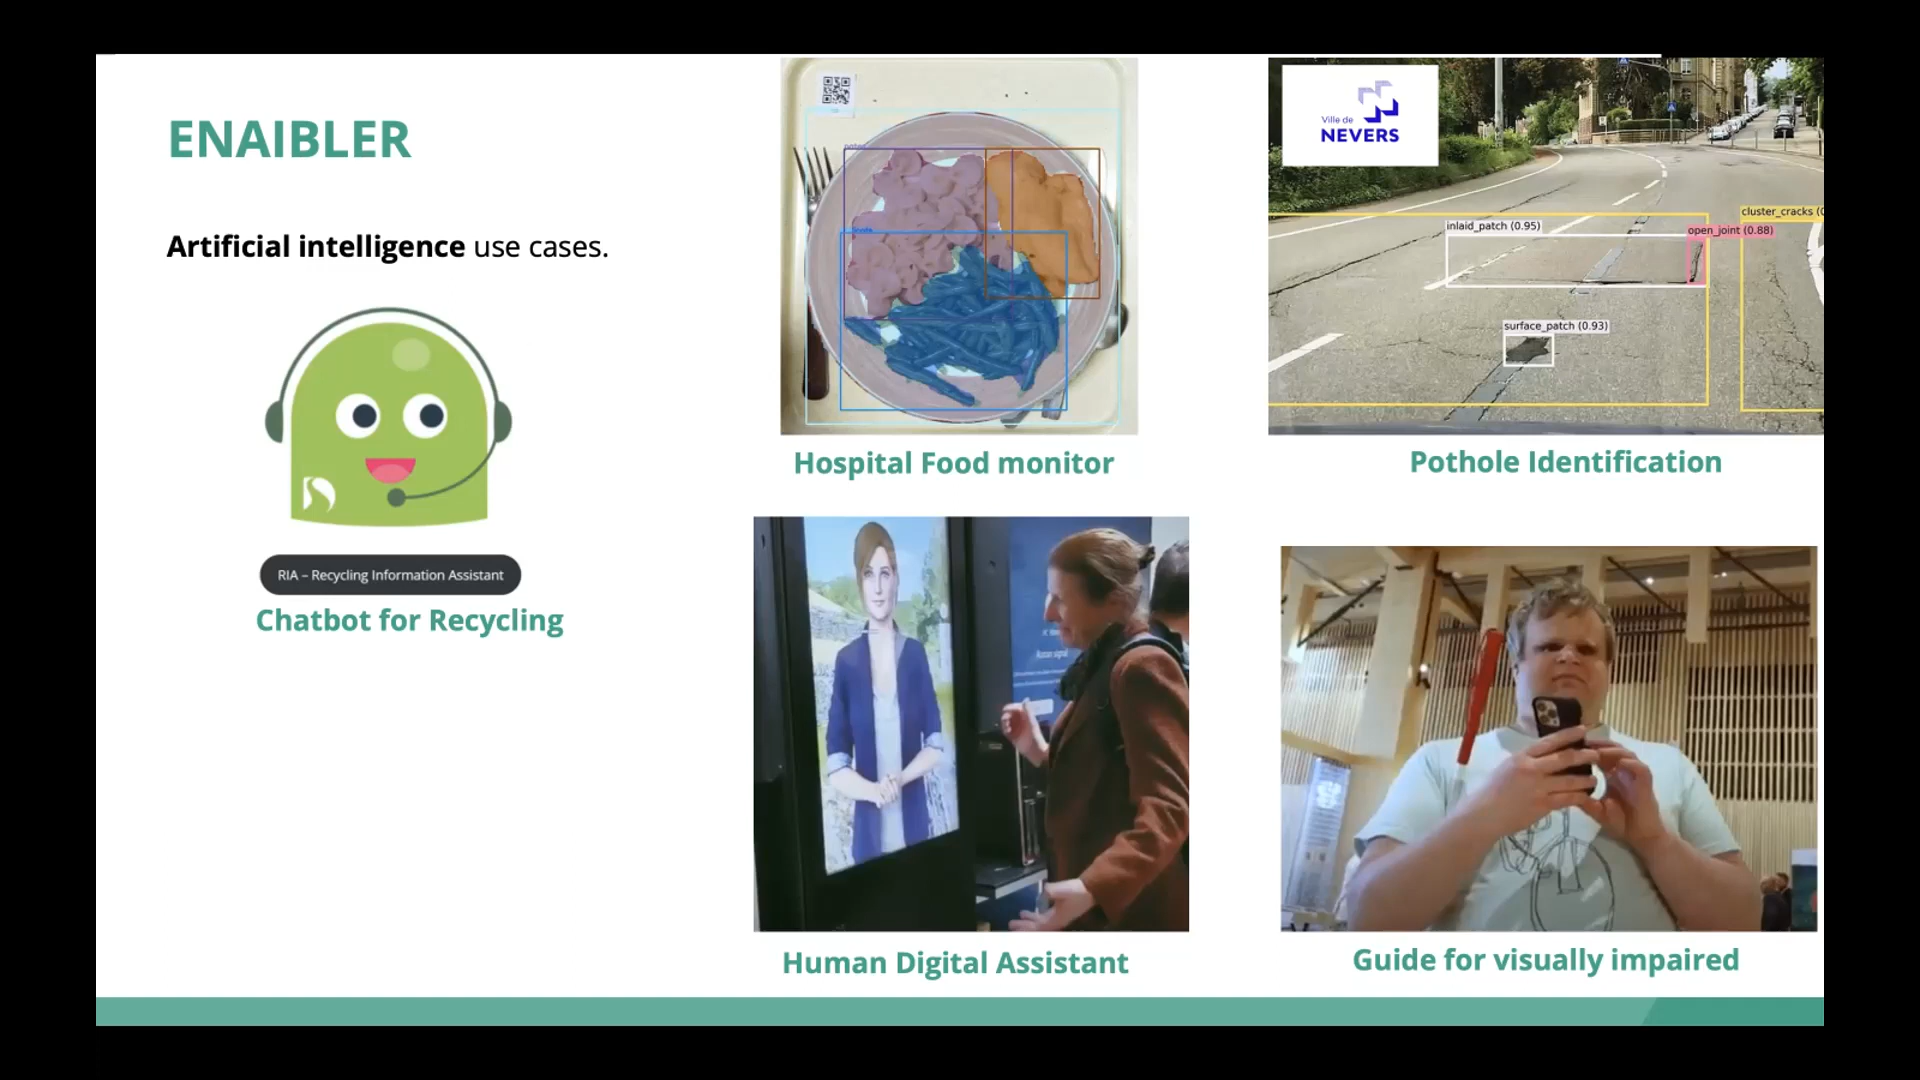 ENAIBLER
Artificial intelligence use cases.
RIA – Recycling Information Assistant
Chatbot for Recycling
Hospital Food monitor
Ville de
NEVERS
inlaid_patch (0.95)
open_joint (0.88)
cluster_cracks (
surface_patch (0.93)
Pothole Identification
Human Digital Assistant
Guide for visually impaired